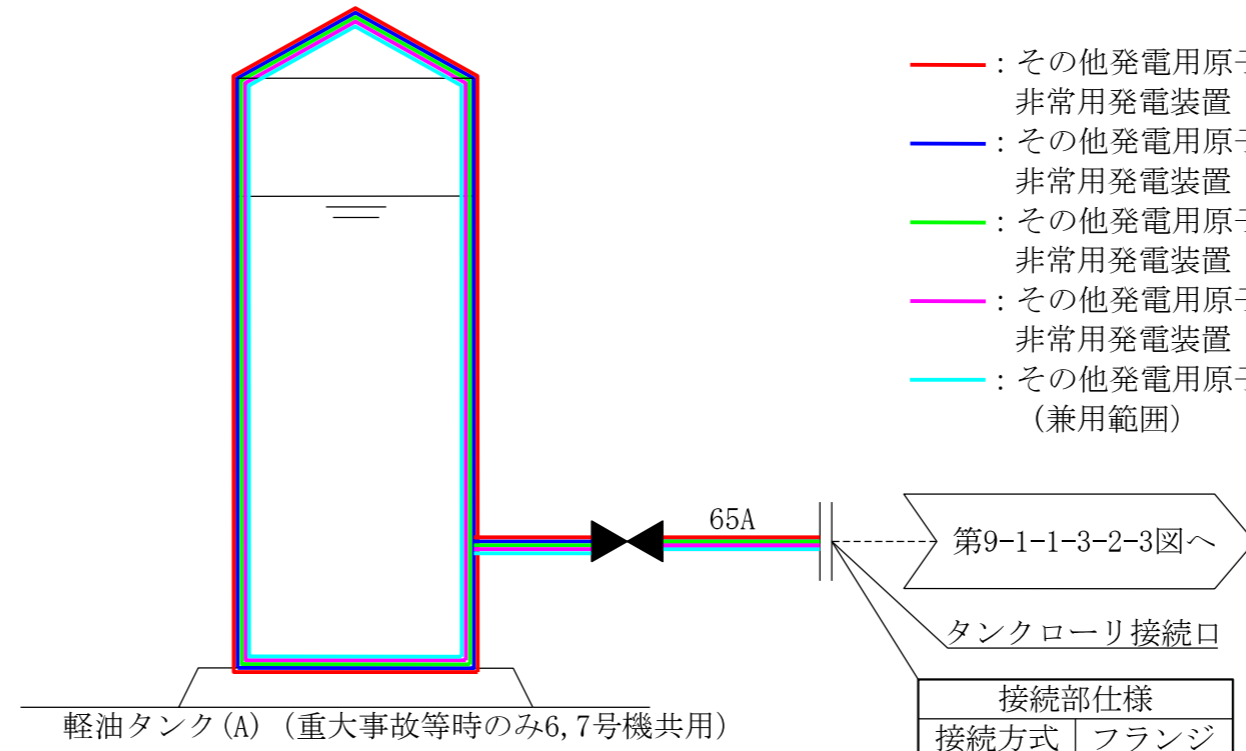 ：その他発電用原子
非常用発電装置
：その他発電用原子
非常用発電装置
：その他発電用原子
非常用発電装置
：その他発電用原子
非常用発電装置
：その他発電用原子
（兼用範囲）
65A
第9-1-1-3-2-3図へ
タンクローリ接続口
接続部仕様
接続方式 フランジ
軽油タンク(A) (重大事故等時のみ6,7号機共用)